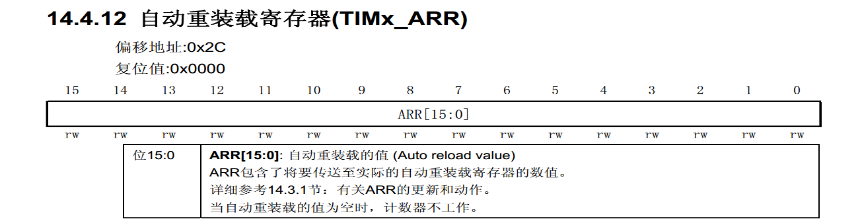 14.4.12 自动重装载寄存器(TIMx_ARR)
偏移地址:0x2C
复位值:0x0000
15 14 13 12 11 10 9 8 7 6 5 4 3 2 1 0
ARR[15:0]
rw rw rw rw rw rw rw rw rw rw rw rw rw rw rw rw
位15:0 ARR[15:0]: 自动重装载的值 (Auto reload value)
ARR包含了将要传送至实际的自动重装载寄存器的数值。
详细参考14.3.1节：有关ARR的更新和动作。
当自动重装载的值为空时，计数器不工作。